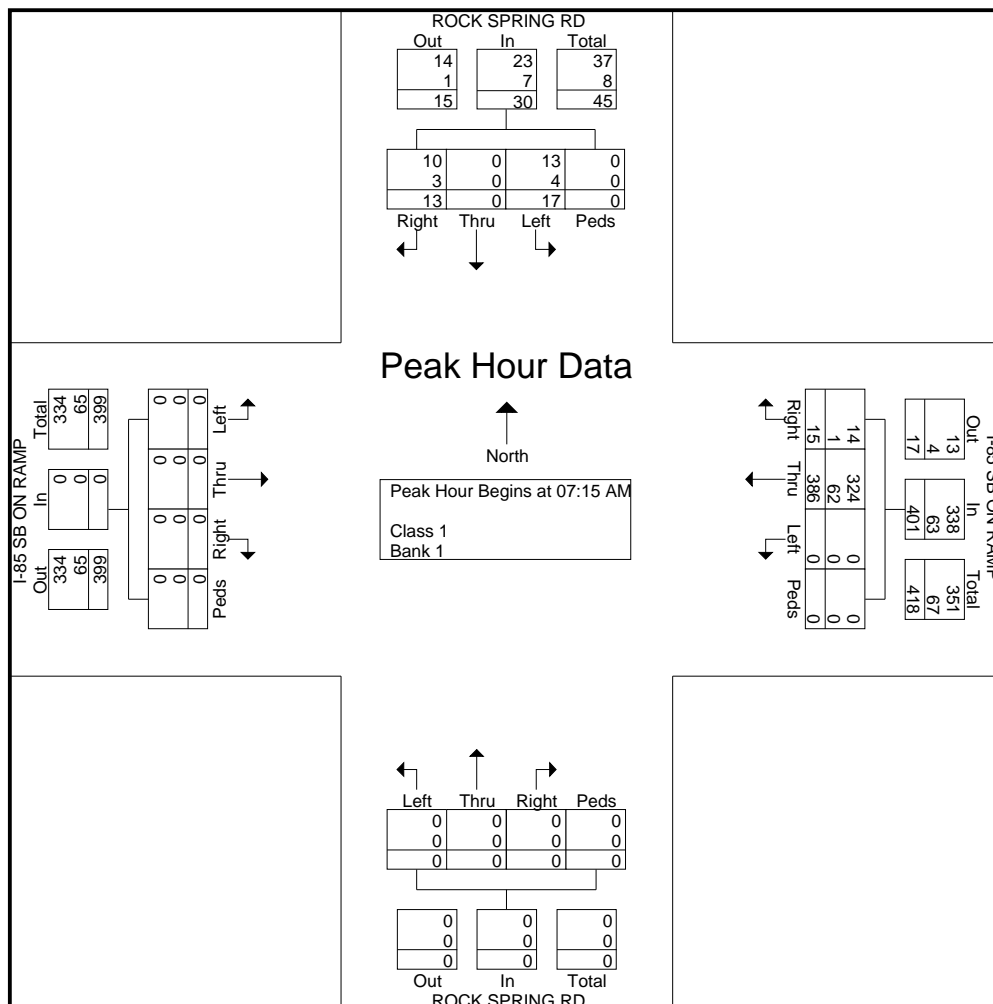 ROCK SPRING RD
Out In Total
14 23 37
1 7 8
15 30 45
10 0 13 0
3 0 4 0
13 0 17 0
Right Thru Left Peds
Peak Hour Data
North
Peak Hour Begins at 07:15 AM
Class 1
Bank 1
I-85 SB ON RAMP
Out In Total
334 0 334
65 0 65
399 0 399
Left Thru Right Peds
0 0 0 0
0 0 0 0
0 0 0 0
I-85 SB ON RAMP
Out In Total
13 338 351
4 63 67
17 401 418
14 324 0 0
1 62 0 0
15 386 0 0
Right Thru Left Peds
Left Thru Right Peds
0 0 0 0
0 0 0 0
0 0 0 0
0 0 0
0 0 0
0 0 0
Out In Total
ROCK SPRING RD